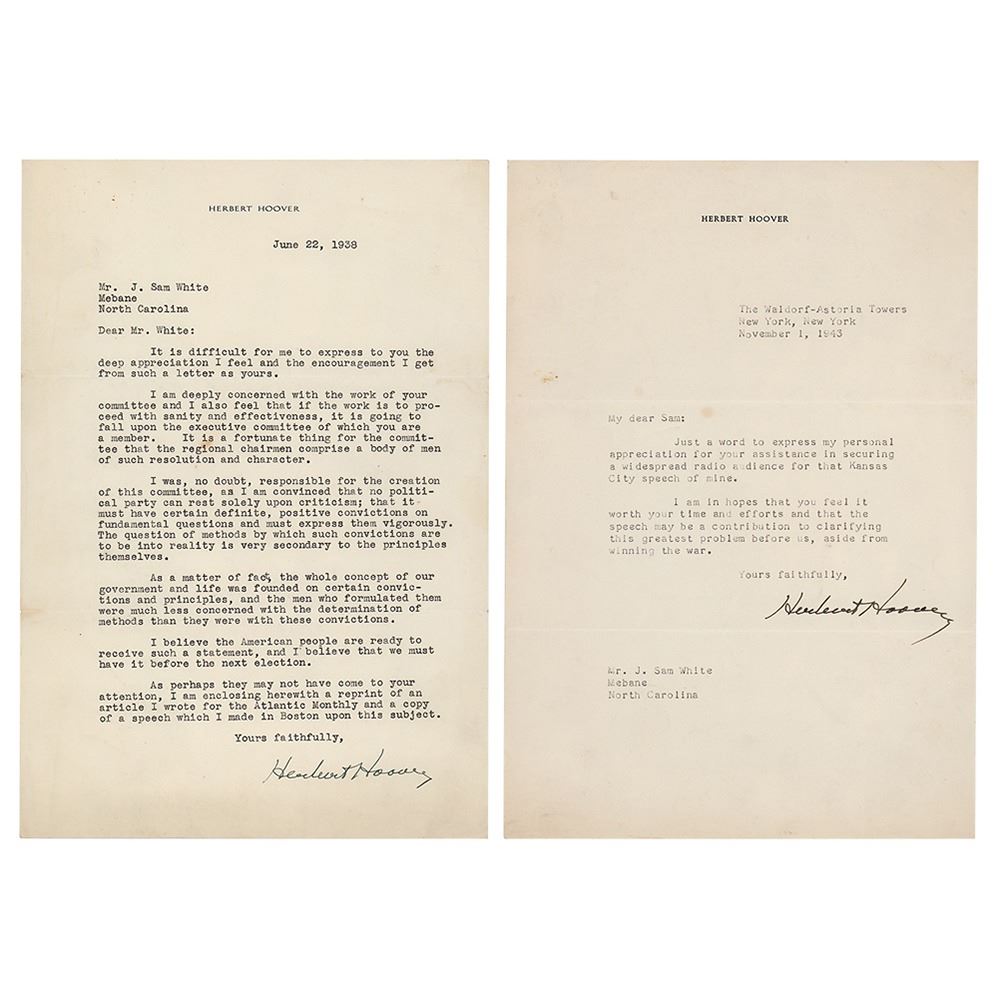 HERBERT HOOVER
June 22, 1938
Mr. J. Sam White
Mebane
North Carolina
Dear Mr. White:
It is difficult for me to express to you the
deep appreciation I feel and the encouragement I get
from such a letter as yours.
I am deeply concerned with the work of your
committee and I also feel that if the work is to pro-
ceed with sanity and effectiveness, it is going to
fall upon the executive committee of which you are
a member. It is a fortunate thing for the commit-
tee that the regional chairmen comprise a body of men
of such resolution and character.
I was, no doubt, responsible for the creation
of this committee, as I am convinced that no politi-
cal party can rest solely upon criticism; that it
must have certain definite, positive convictions on
fundamental questions and must express them vigorously.
The question of methods by which such convictions are
to be into reality is very secondary to the principles
themselves.
As a matter of fact, the whole concept of our
government and life was founded on certain convic-
tions and principles, and the men who formulated them
were much less concerned with the determination of
methods than they were with these convictions.
I believe the American people are ready to
receive such a statement, and I believe that we must
have it before the next election.
As perhaps they may not have come to your
attention, I am enclosing herewith a reprint of an
article I wrote for the Atlantic Monthly and a copy
of a speech which I made in Boston upon this subject.
Yours faithfully,
Herbert Hoover
HERBERT HOOVER
The Waldorf-Astoria Towers
New York, New York
November 1, 1943
My dear Sam:
Just a word to express my personal
appreciation for your assistance in securing
a widespread radio audience for that Kansas
City speech of mine.
I am in hopes that you feel it
worth your time and efforts and that the
speech may be a contribution to clarifying
this greatest problem before us, aside from
winning the war.
Yours faithfully,
Herbert Hoover
Mr. J. Sam White
Mebane
North Carolina